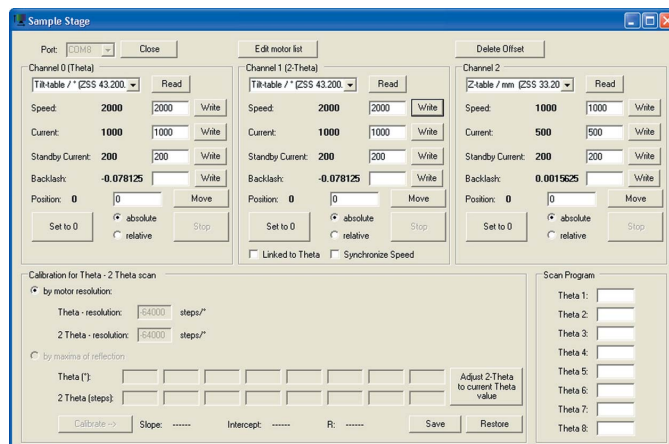 Sample Stage
Port: COM8 Close Edit motor list Delete Offset
Channel 0 (Theta) Channel 1 (2-Theta) Channel 2
Tilt-table / ° (ZSS 43.200. Read Tilt-table / ° (ZSS 43.200. Read Z-table / mm (ZSS 33.20 Read
Speed: 2000 2000 Write Speed: 2000 2000 Write Speed: 1000 1000 Write
Current: 1000 1000 Write Current: 1000 1000 Write Current: 500 500 Write
Standby Current: 200 200 Write Standby Current: 200 200 Write Standby Current: 200 200 Write
Backlash: -0.078125 Write Backlash: -0.078125 Write Backlash: 0.0015625 Write
Position: 0 0 Move Position: 0 0 Move Position: 0 0 Move
Set to 0 absolute Stop Set to 0 absolute Stop Set to 0 absolute Stop
relative relative relative
Linked to Theta Synchronize Speed
Calibration for Theta - 2 Theta scan Scan Program
by motor resolution: Theta 1:
Theta - resolution: -64000 steps/° Theta 2:
2 Theta - resolution: -64000 steps/° Theta 3:
by maxima of reflection Theta 4:
Theta (°): Adjust 2-Theta to current Theta value Theta 5:
2 Theta (steps): Theta 6:
Calibrate -> Slope: ------ Intercept: ------ R: ------ Save Restore Theta 7:
Theta 8: